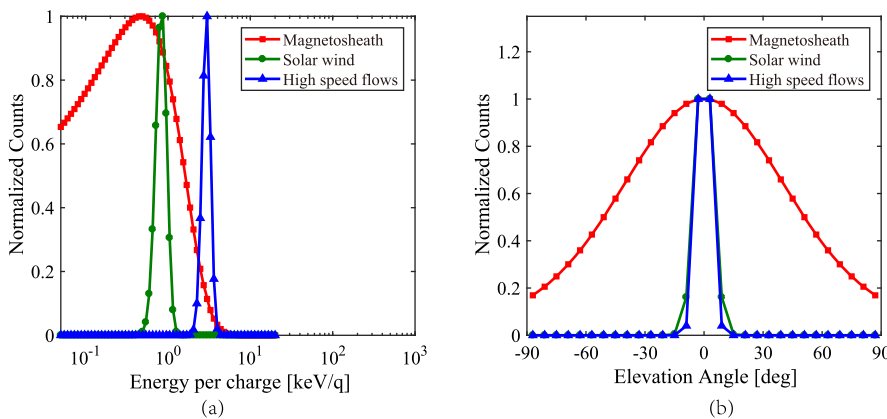 Magnetosheath
Solar wind
High speed flows
Normalized Counts
1
0.8
0.6
0.4
0.2
0
10^-1
10^0
10^1
10^2
10^3
Energy per charge [keV/q]
(a)
Magnetosheath
Solar wind
High speed flows
Normalized Counts
1.2
1
0.8
0.6
0.4
0.2
0
-90
-60
-30
0
30
60
90
Elevation Angle [deg]
(b)